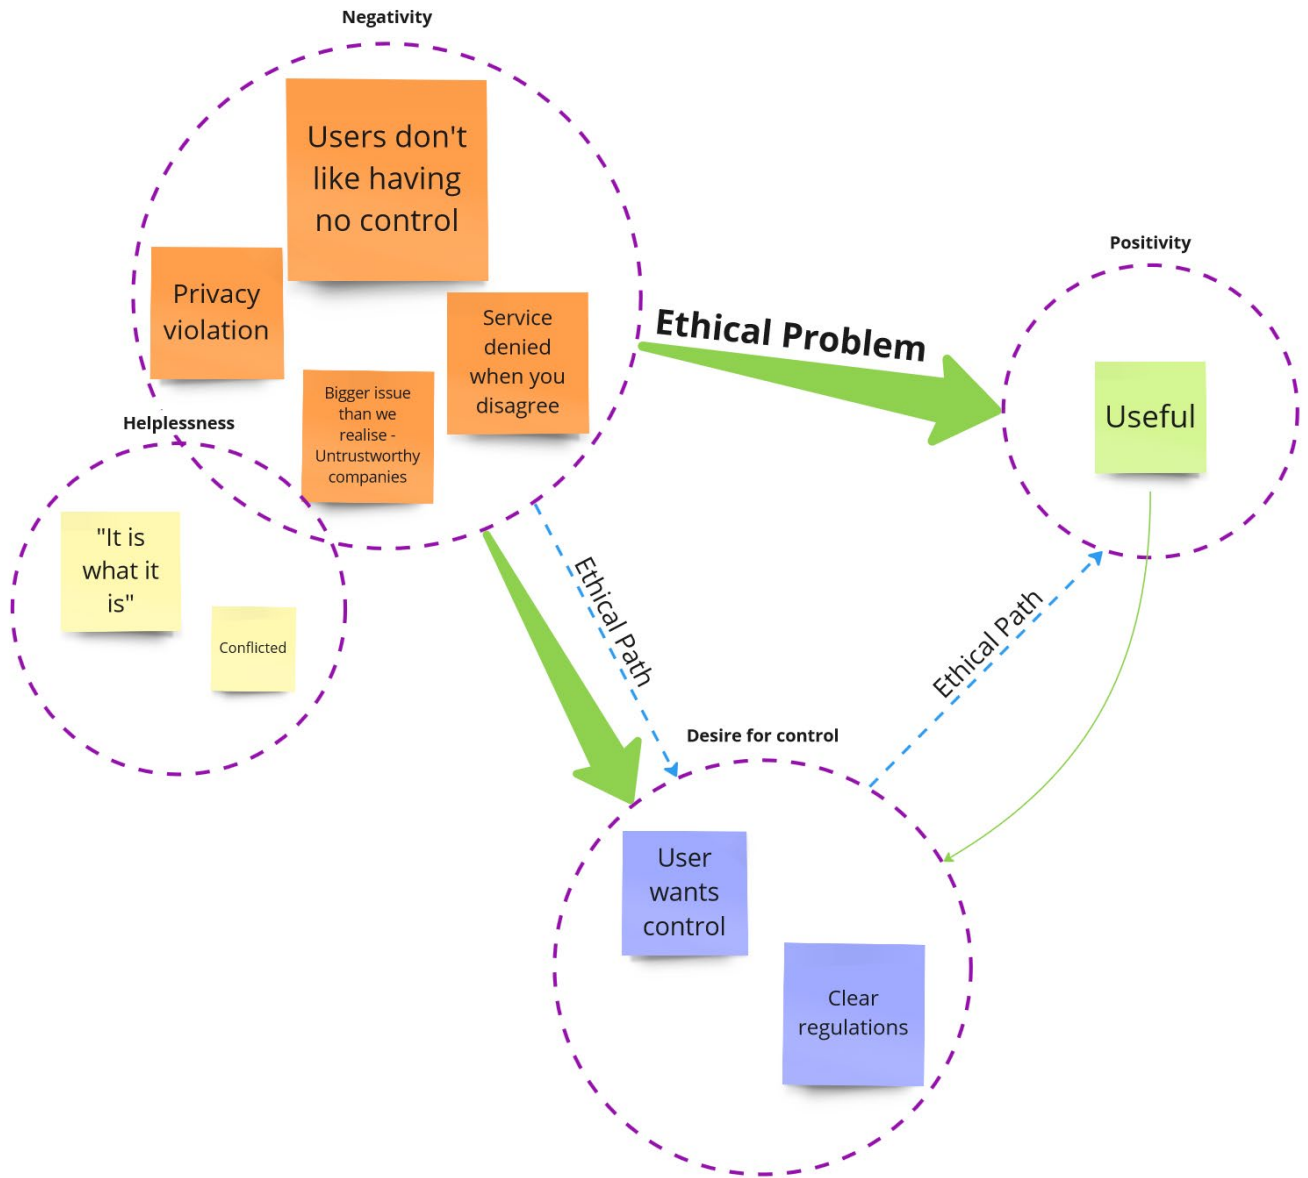 Negativity
Users don't
like having
no control
Privacy
violation
Service
denied
when you
disagree
Bigger issue
than we
realise -
Untrustworthy
companies
Helplessness
"It is
what it
is"
Conflicted
Ethical Problem
Positivity
Useful
Ethical Path
Ethical Path
Desire for control
User
wants
control
Clear
regulations